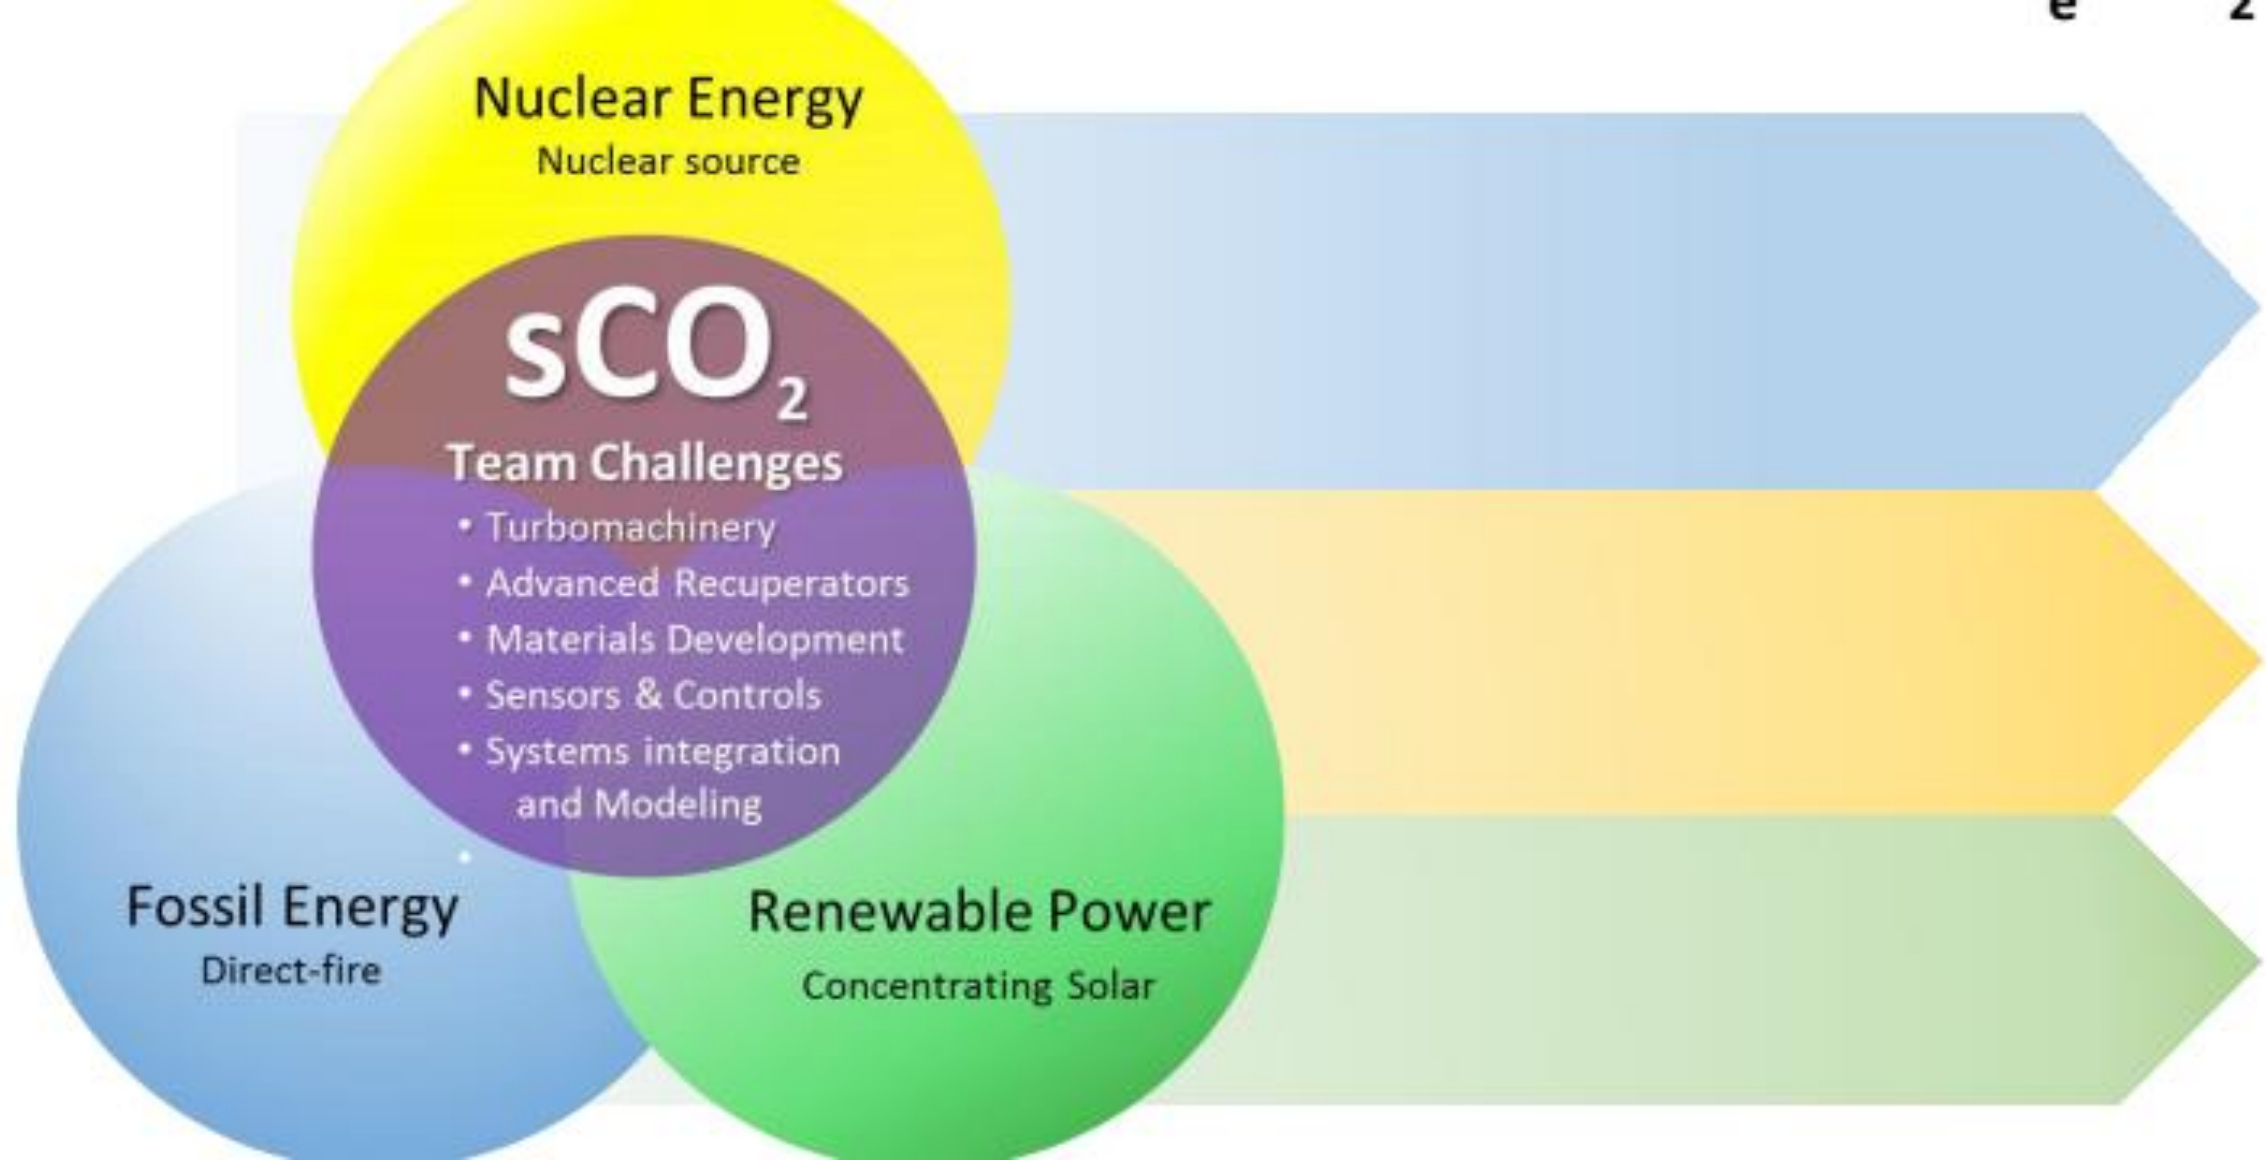 e 2
Nuclear Energy
Nuclear source
sCO₂
Team Challenges
• Turbomachinery
• Advanced Recuperators
• Materials Development
• Sensors & Controls
• Systems integration
and Modeling
•
Fossil Energy
Direct-fire
Renewable Power
Concentrating Solar